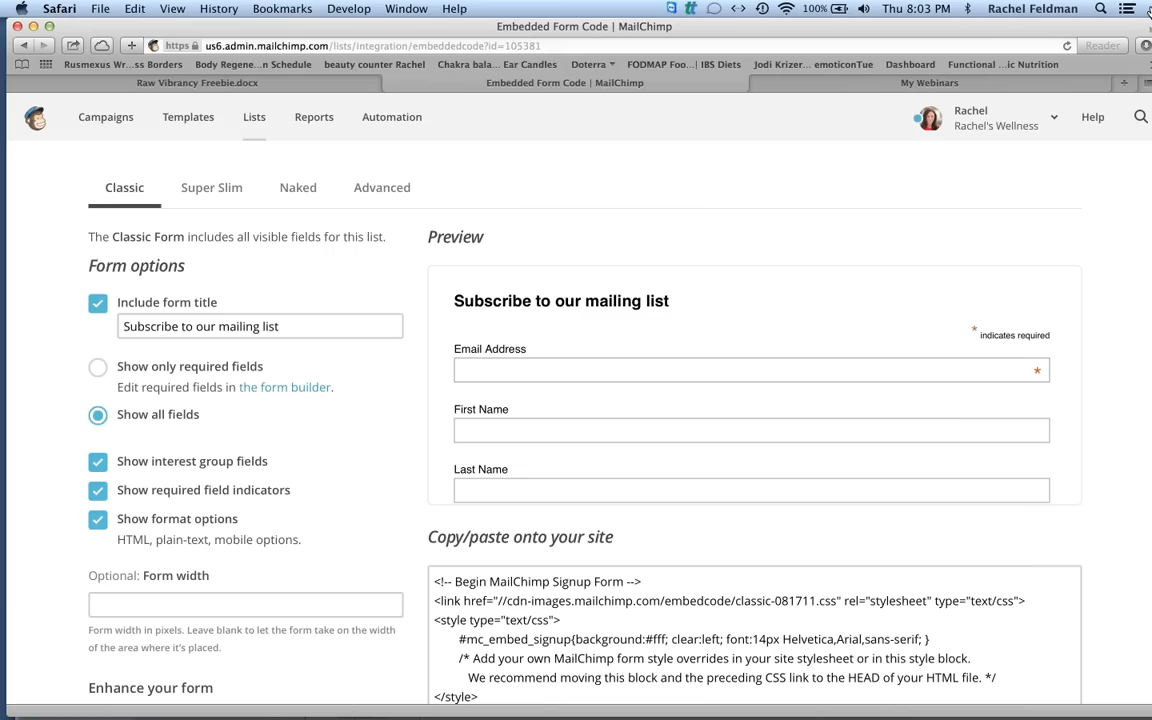 Safari File Edit View History Bookmarks Develop Window Help 100% Thu 8:03 PM Rachel Feldman
Embedded Form Code | MailChimp
https us6.admin.mailchimp.com/lists/integration/embeddedcode?id=105381 Reader
Rusmexus Wr...ss Borders Body Regene...n Schedule beauty counter Rachel Chakra bala... Ear Candles Doterra FODMAP Foo...| IBS Diets Jodi Krizer... emoticonTue Dashboard Functional ...ic Nutrition
Raw Vibrancy Freebie.docx Embedded Form Code | MailChimp My Webinars
Campaigns Templates Lists Reports Automation Rachel Help
Rachel's Wellness
Classic Super Slim Naked Advanced
The Classic Form includes all visible fields for this list.
Form options
Include form title
Subscribe to our mailing list
Show only required fields
Edit required fields in the form builder.
Show all fields
Show interest group fields
Show required field indicators
Show format options
HTML, plain-text, mobile options.
Optional: Form width
Form width in pixels. Leave blank to let the form take on the width
of the area where it's placed.
Enhance your form
Preview
Subscribe to our mailing list
* indicates required
Email Address
*
First Name
Last Name
Copy/paste onto your site
<!-- Begin MailChimp Signup Form -->
<link href="//cdn-images.mailchimp.com/embedcode/classic-081711.css" rel="stylesheet" type="text/css">
<style type="text/css">
#mc_embed_signup{background:#fff; clear:left; font:14px Helvetica,Arial,sans-serif; }
/* Add your own MailChimp form style overrides in your site stylesheet or in this style block.
We recommend moving this block and the preceding CSS link to the HEAD of your HTML file. */
</style>